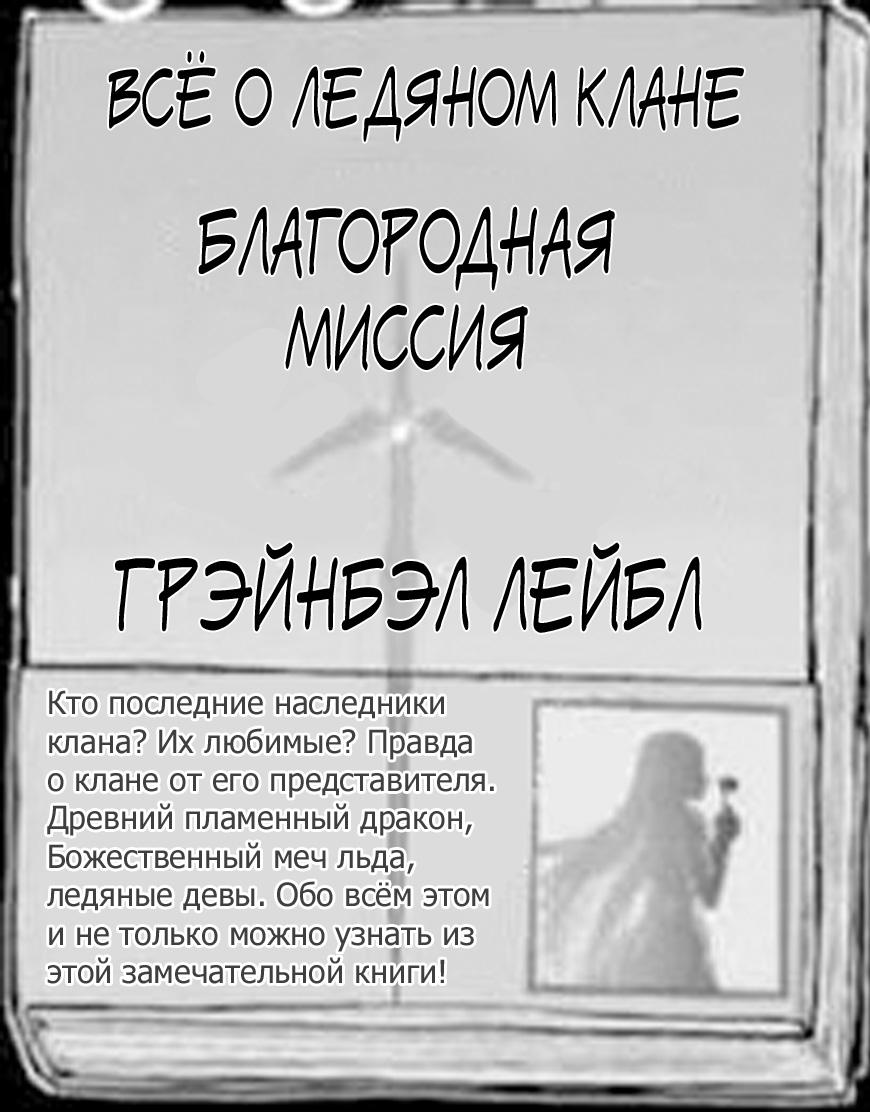 ВСЁ О ЛЕДЯНОМ КЛАНЕ
БЛАГОРОДНАЯ
МИССИЯ
ГРЭЙНБЭЛ ЛЕЙБЛ
Кто последние наследники
клана? Их любимые? Правда
о клане от его представителя.
Древний пламенный дракон,
Божественный меч льда,
ледяные девы. Обо всём этом
и не только можно узнать из
этой замечательной книги!